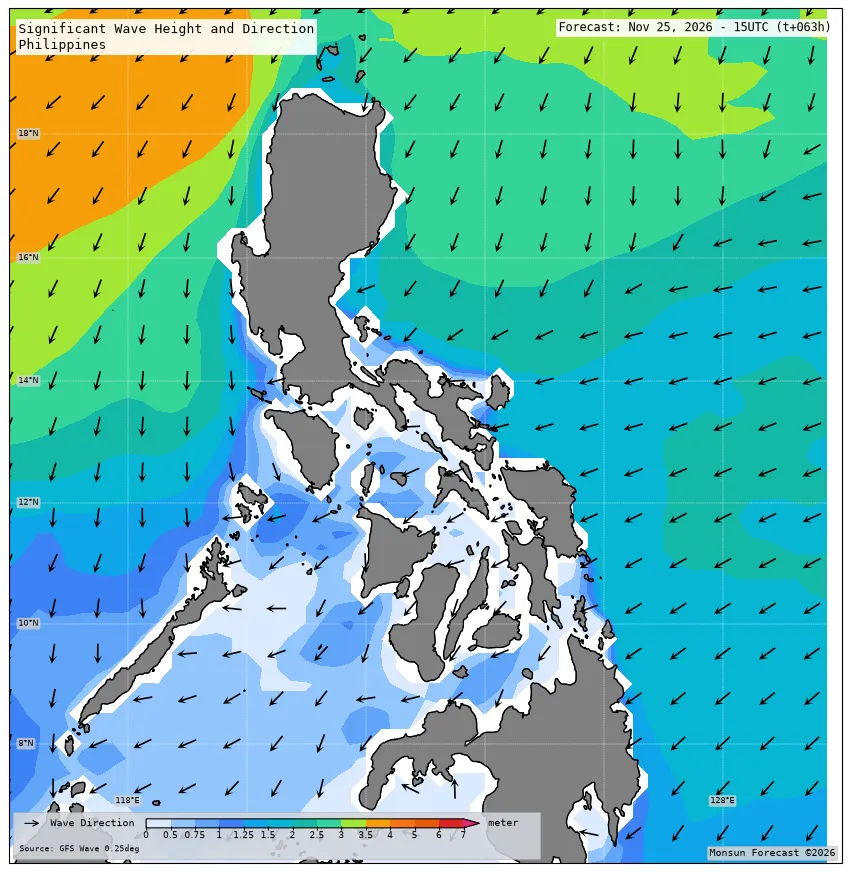 Significant Wave Height and Direction
Philippines
Forecast: Nov 25, 2026 - 15UTC (t+063h)
18°N
16°N
14°N
12°N
10°N
8°N
118°E
128°E
Wave Direction
0 0.5 0.75 1 1.25 1.5 2 2.5 3 3.5 4 5 6 7
meter
Source: GFS Wave 0.25deg
Monsun Forecast ©2026